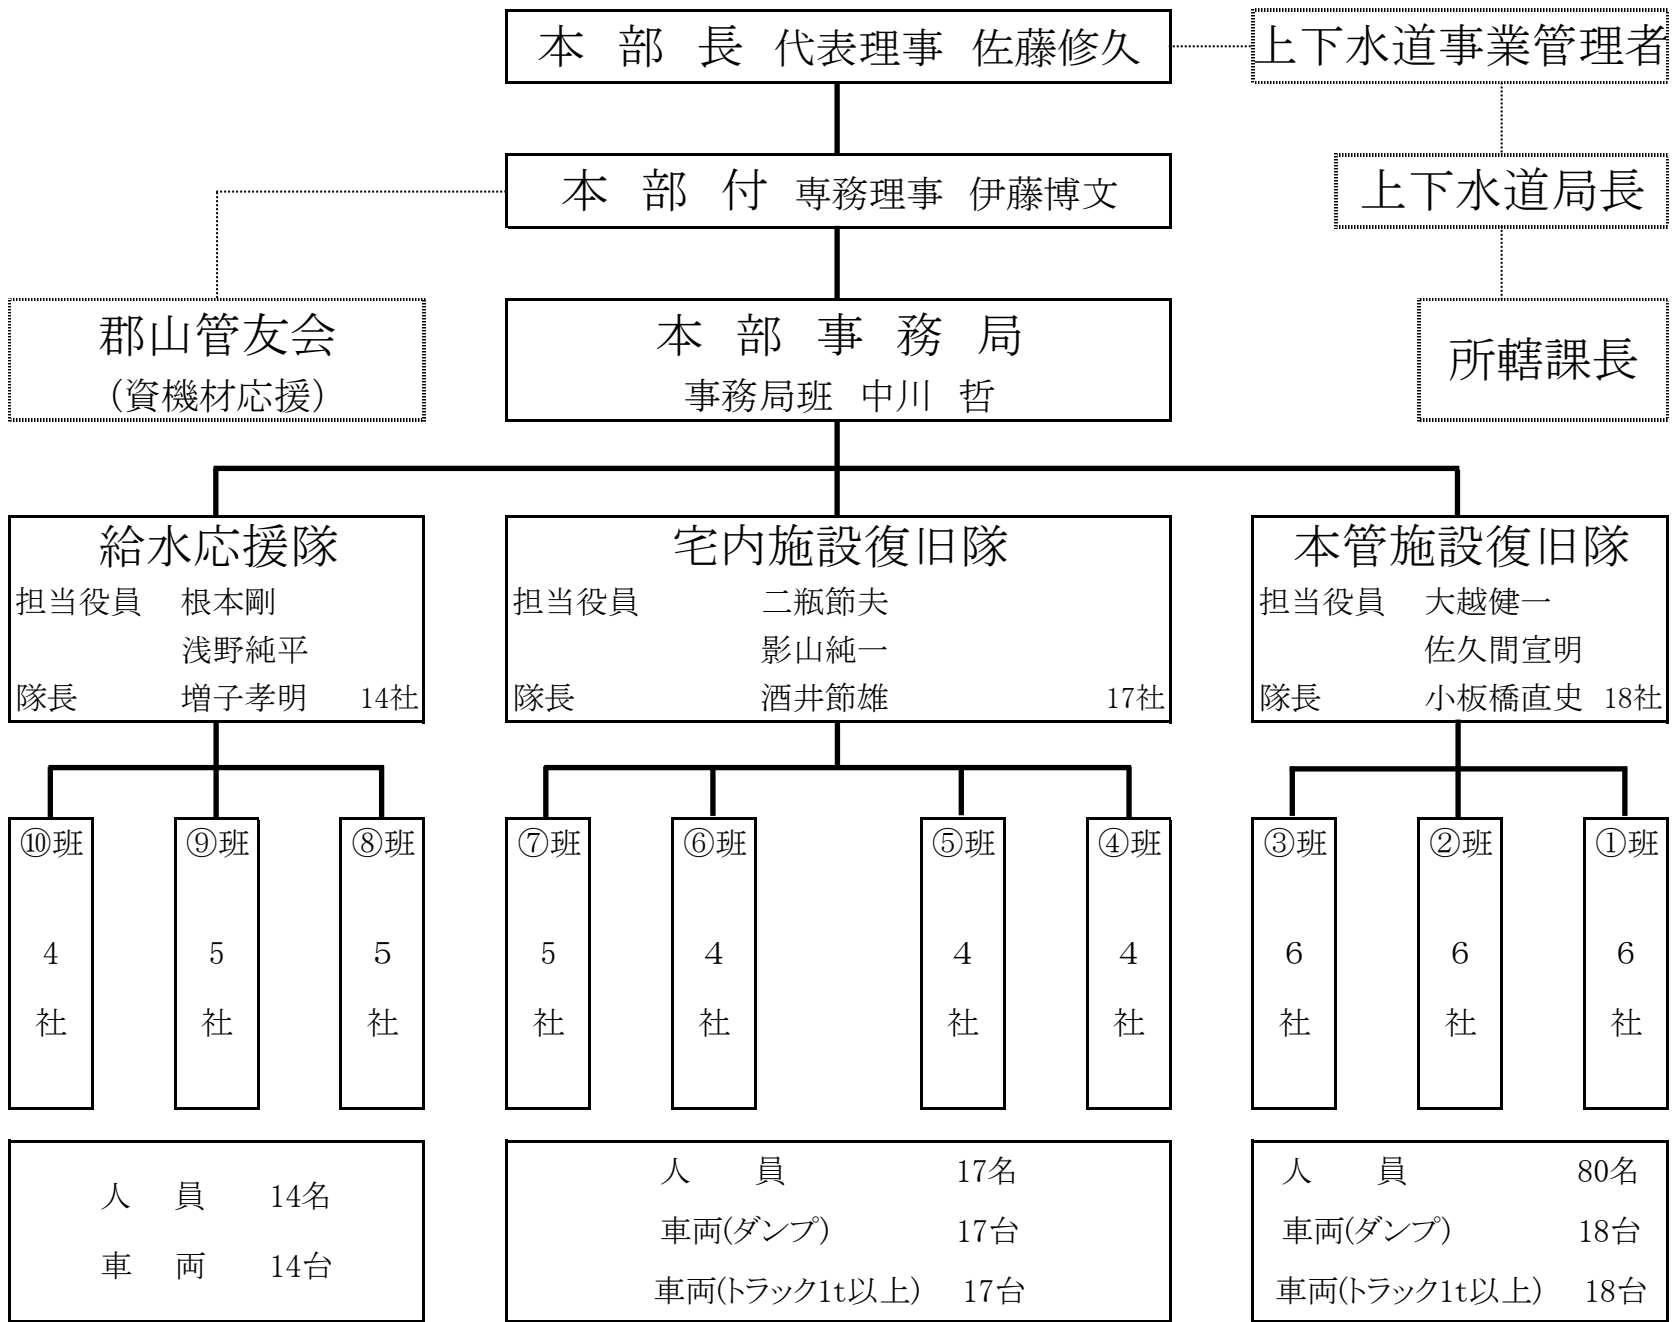 本 部 長 代表理事 佐藤修久
上下水道事業管理者
本 部 付 専務理事 伊藤博文
上下水道局長
郡山管友会
(資機材応援)
本 部 事 務 局
事務局班 中川 哲
所轄課長
給水応援隊
担当役員 根本剛
浅野純平
隊長 増子孝明 14社
宅内施設復旧隊
担当役員 二瓶節夫
影山純一
隊長 酒井節雄 17社
本管施設復旧隊
担当役員 大越健一
佐久間宣明
隊長 小板橋直史 18社
⑩班
4
社
⑨班
5
社
⑧班
5
社
⑦班
5
社
⑥班
4
社
⑤班
4
社
④班
4
社
③班
6
社
②班
6
社
①班
6
社
人 員 14名
車 両 14台
人 員 17名
車両(ダンプ) 17台
車両(トラック1t以上) 17台
人 員 80名
車両(ダンプ) 18台
車両(トラック1t以上) 18台